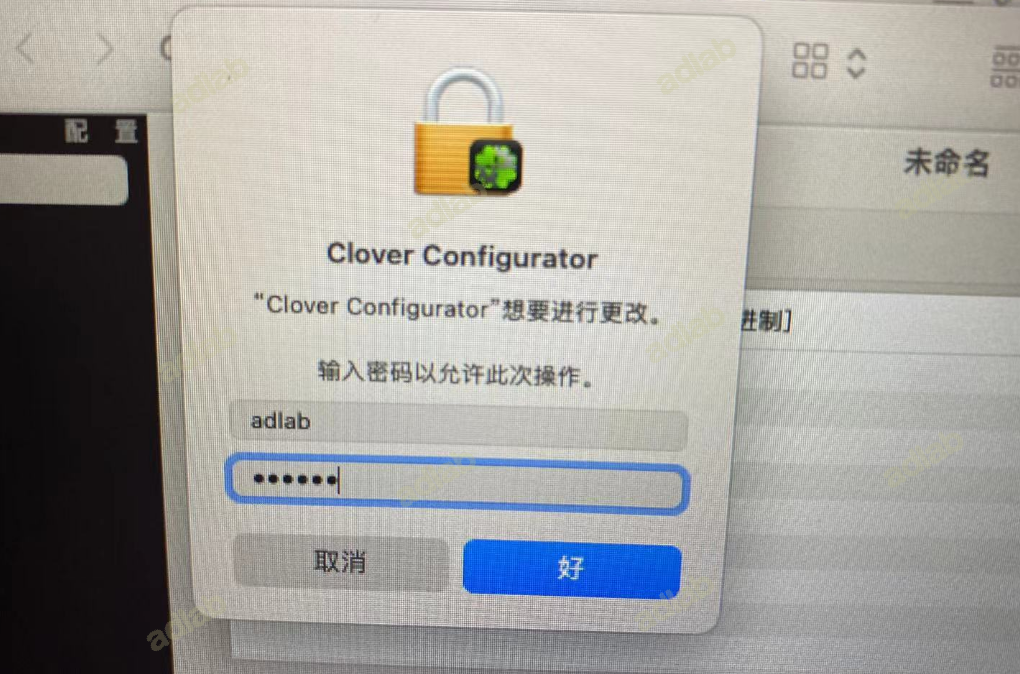 配 置
未命名
Clover Configurator
“Clover Configurator”想要进行更改。
进制]
输入密码以允许此次操作。
adlab
••••••
取消
好
adlab
adlab
adlab
adlab
adlab